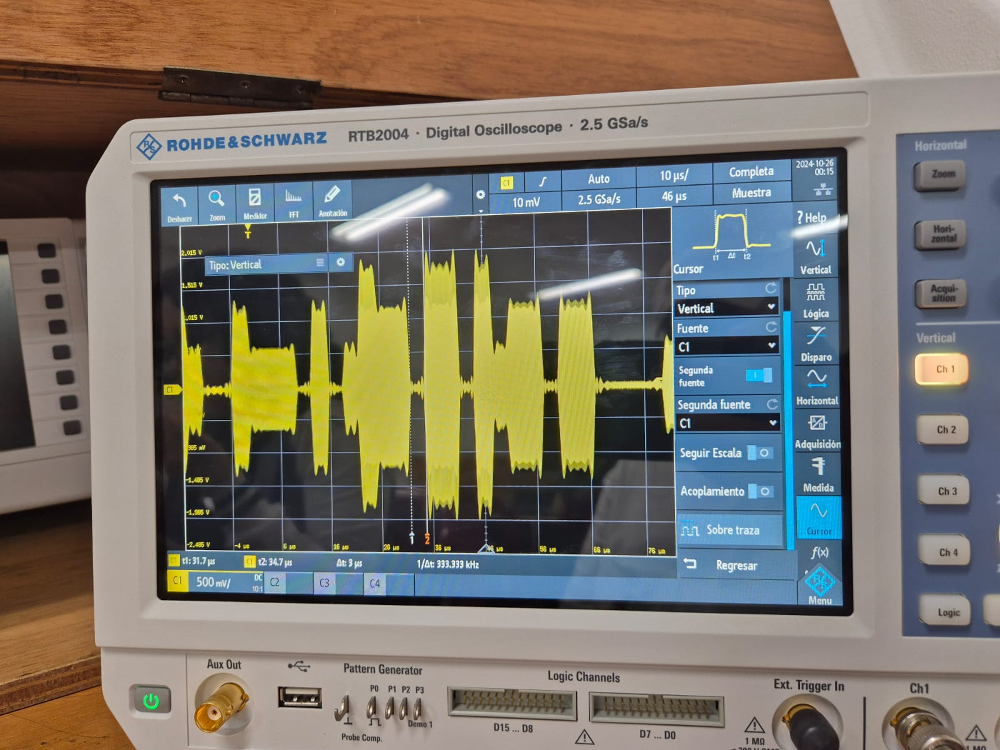 ROHDE&SCHWARZ RTB2004 · Digital Oscilloscope · 2.5 GSa/s
Deshacer Zoom Medidor FFT Anotación
C1 Auto 10 µs/ Completa
10 mV 2.5 GSa/s 46 µs Muestra
2024-10-26
00:15
T
Tipo: Vertical
2.015 V
1.515 V
1.015 V
C1
-1.485 V
-1.985 V
-2.485 V
-4 µs 6 µs 16 µs 26 µs 36 µs 46 µs 56 µs 66 µs 76 µs
1 2
C1 t1: 31.7 µs C1 t2: 34.7 µs Δt: 3 µs 1/Δt: 333.333 kHz
C1 500 mV/ DC
10:1
C2 C3 C4
t1 Δt t2
Cursor
Tipo
Vertical
Fuente
C1
Segunda
fuente
Segunda fuente
C1
Seguir Escala
Acoplamiento
Sobre traza
Regresar
? Help
Vertical
Lógica
Disparo
Horizontal
Adquisición
Medida
Cursor
f(x)
R S
Menu
Horizontal
Zoom
Hori-
zontal
Acqui-
sition
Vertical
Ch 1
Ch 2
Ch 3
Ch 4
Logic
Aux Out
Pattern Generator
P0 P1 P2 P3
Demo 1
Probe Comp.
Logic Channels
D15 ... D8
D7 ... D0
Ext. Trigger In
1 MΩ
Ch1